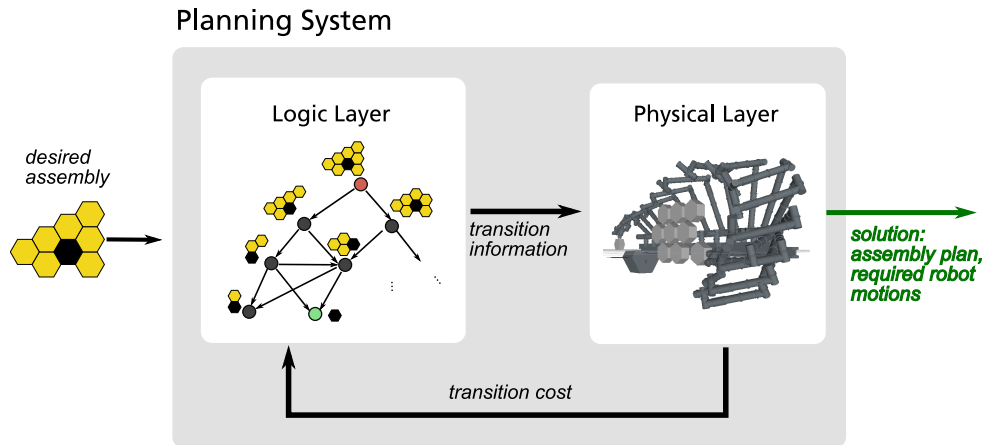 Planning System
Logic Layer
Physical Layer
desired
assembly
transition
information
solution:
assembly plan,
required robot
motions
transition cost